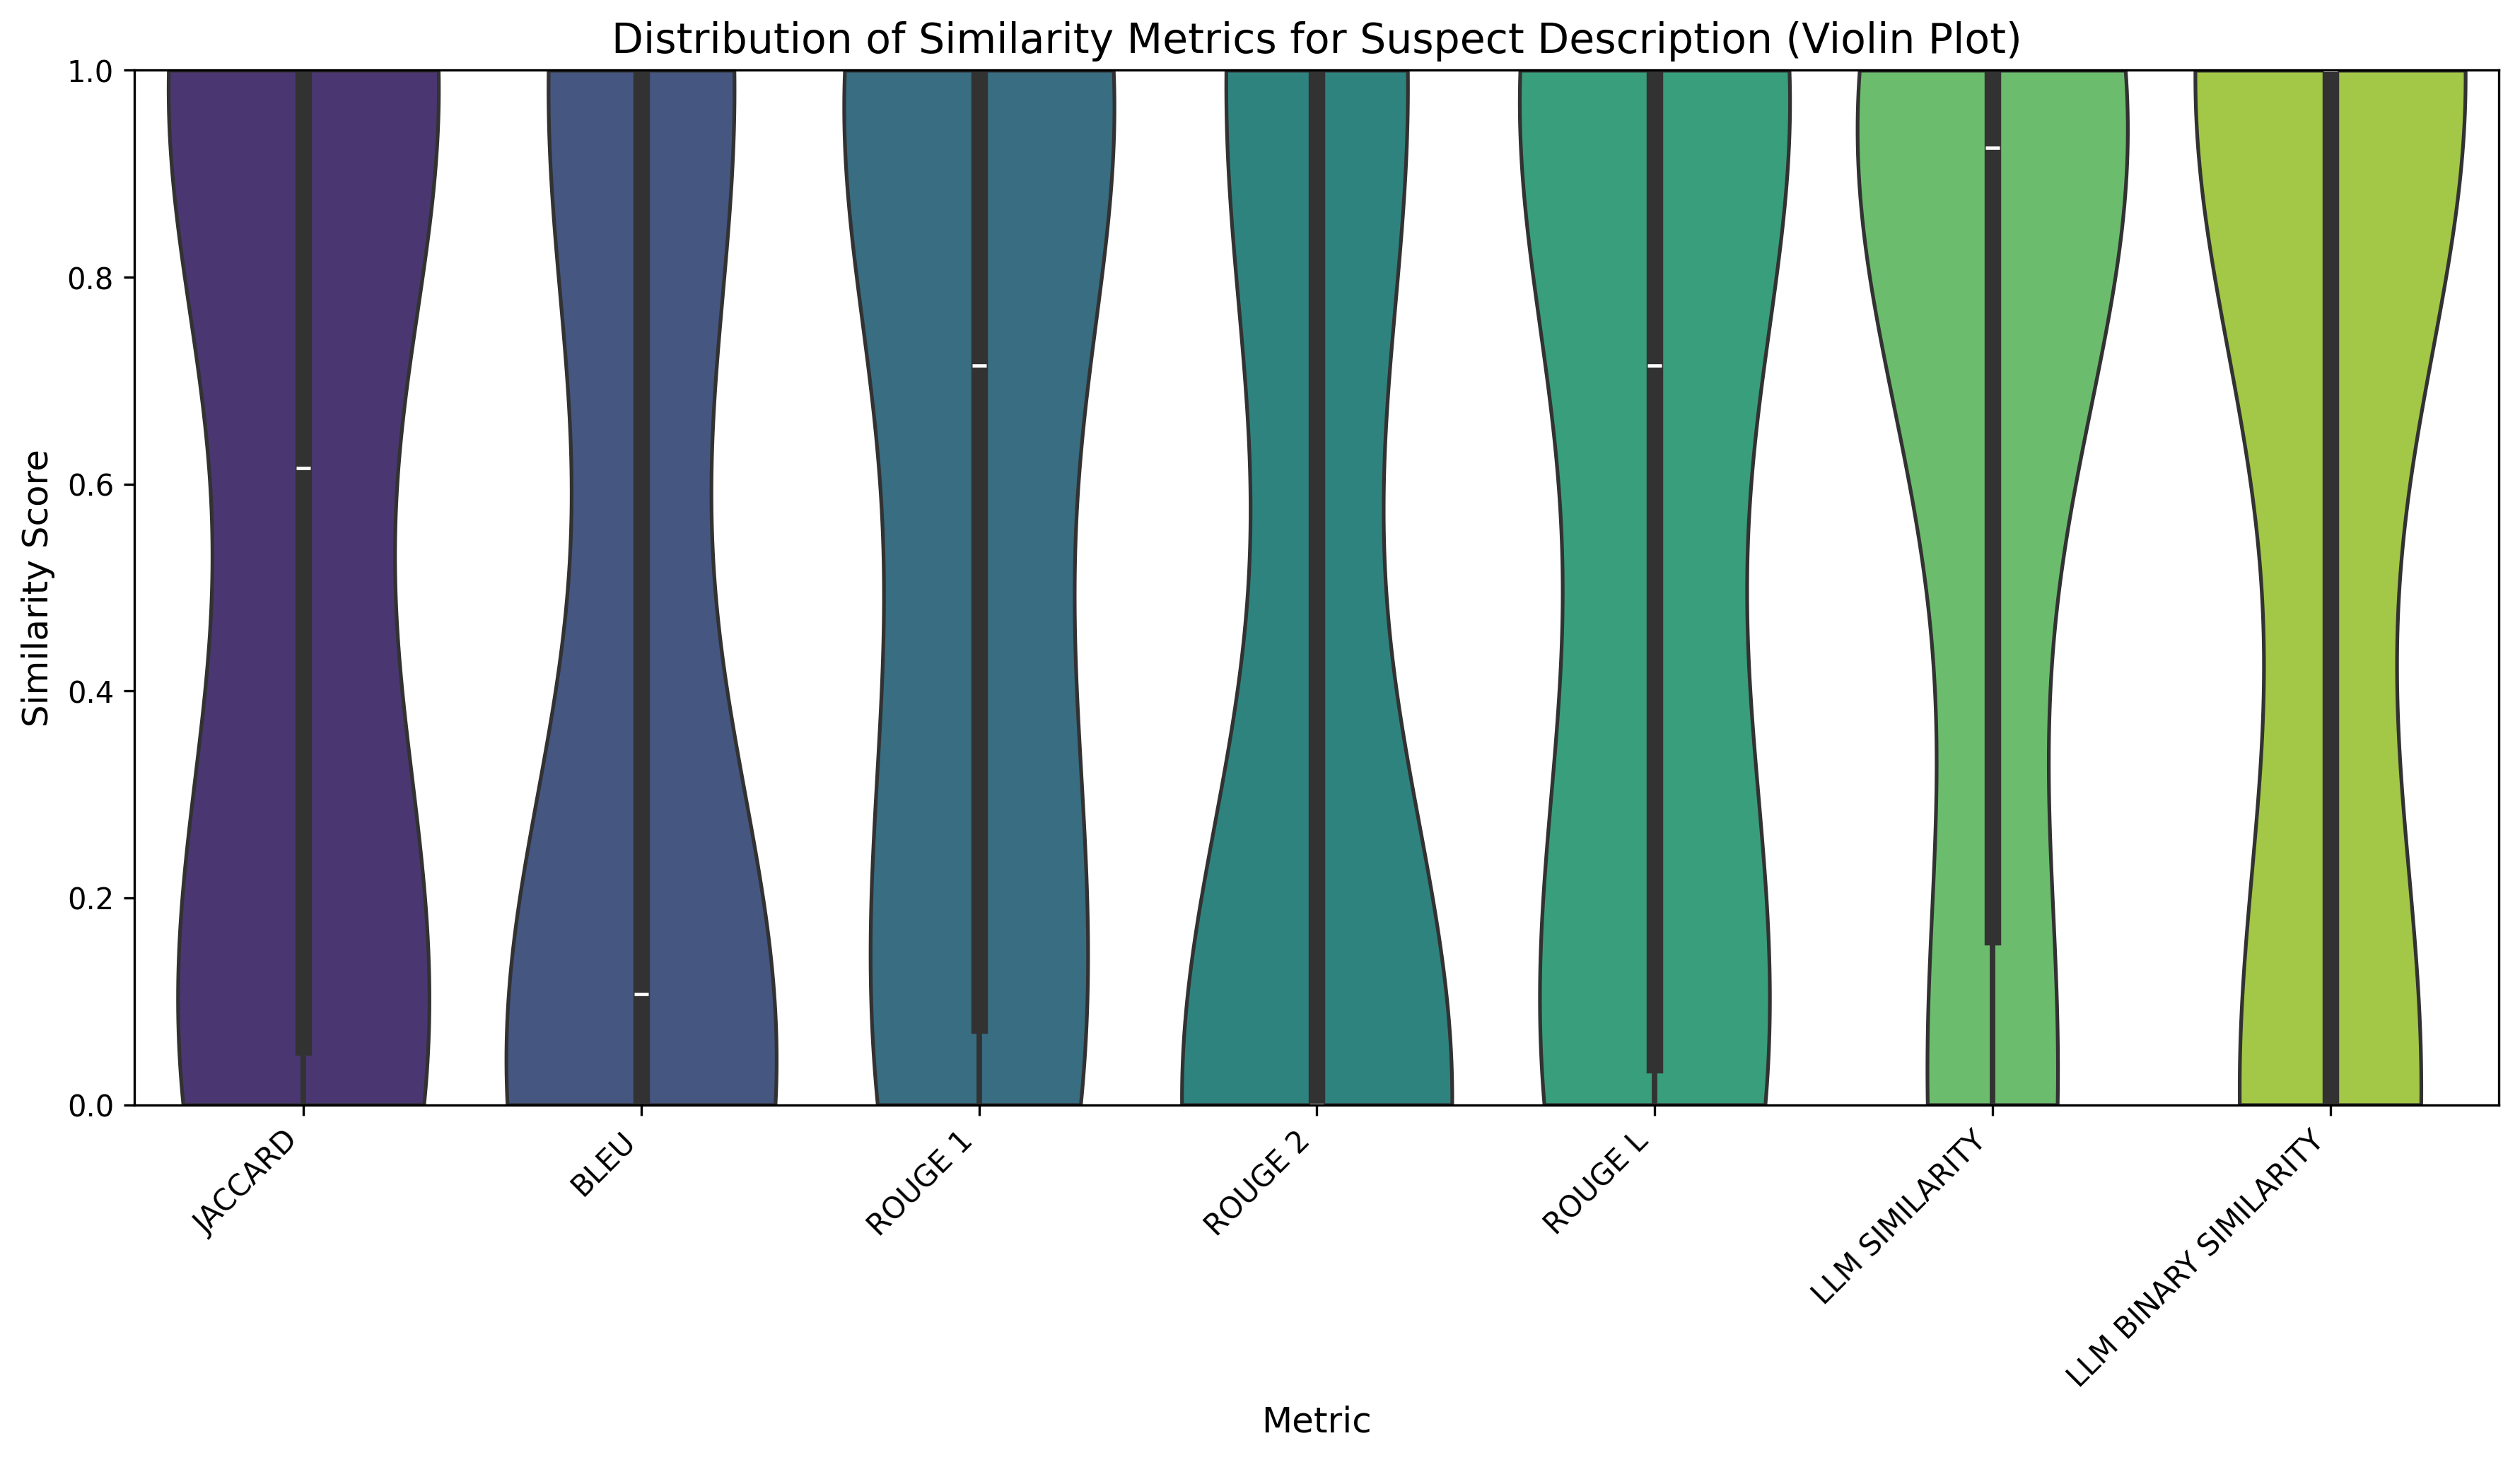 Distribution of Similarity Metrics for Suspect Description (Violin Plot)
1.0
0.8
0.6
0.4
0.2
0.0
Similarity Score
JACCARD
BLEU
ROUGE 1
ROUGE 2
ROUGE L
LLM SIMILARITY
LLM BINARY SIMILARITY
Metric